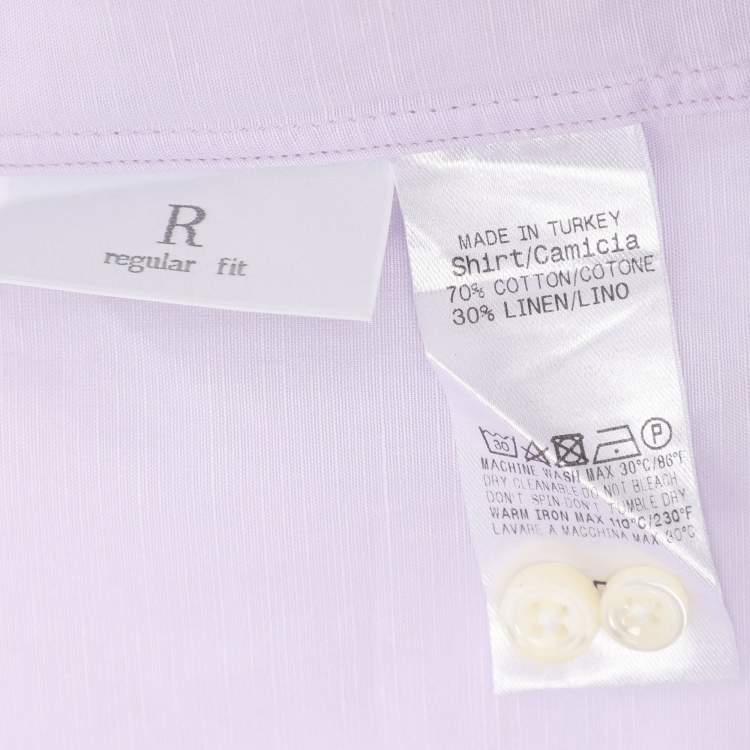 R
regular fit
MADE IN TURKEY
Shirt/Camicia
70% COTTON/COTONE
30% LINEN/LINO
30
P
MACHINE WASH MAX 30°C/86°F
DRY CLEANABLE DO NOT BLEACH
DON'T SPIN-DON'T TUMBLE DRY
WARM IRON MAX 110°C/230°F
LAVARE A MACCHINA MAX 30°C